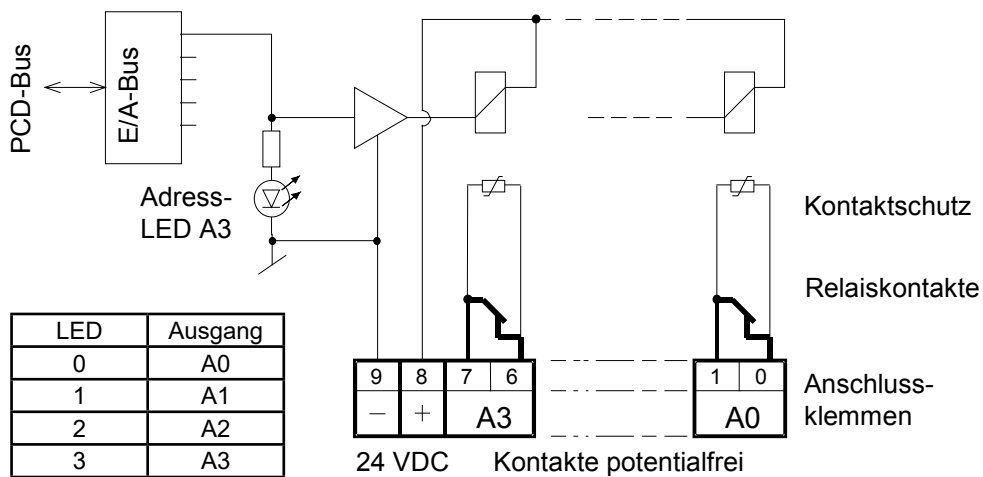 PCD-Bus
E/A-Bus
Adress-
LED A3
Kontaktschutz
Relaiskontakte
LED Ausgang
0 A0
1 A1
2 A2
3 A3
9 8 7 6 1 0
– + A3 A0
Anschluss-
klemmen
24 VDC Kontakte potentialfrei